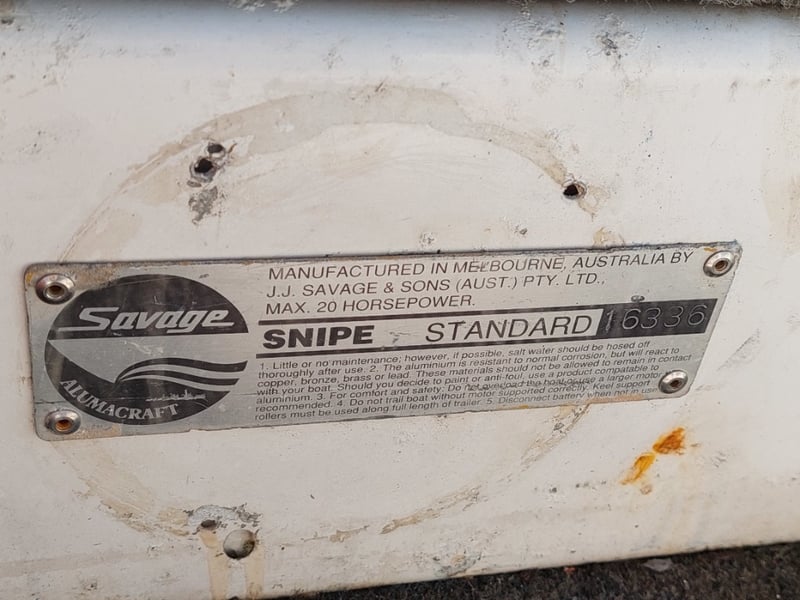 Savage
ALUMACRAFT
MANUFACTURED IN MELBOURNE, AUSTRALIA BY
J.J. SAVAGE & SONS (AUST.) PTY. LTD.,
MAX. 20 HORSEPOWER.
SNIPE STANDARD 16336
1. Little or no maintenance; however, if possible, salt water should be hosed off
thoroughly after use. 2. The aluminium is resistant to normal corrosion, but will react to
copper, bronze, brass or lead. These materials should not be allowed to remain in contact
with your boat. Should you decide to paint or anti-foul, use a product compatable to
aluminium. 3. For comfort and safety: Do not overload the boat or use a larger motor
recommended. 4. Do not trail boat without motor supported correctly. Keel support
rollers must be used along full length of trailer. 5. Disconnect battery when not in use.